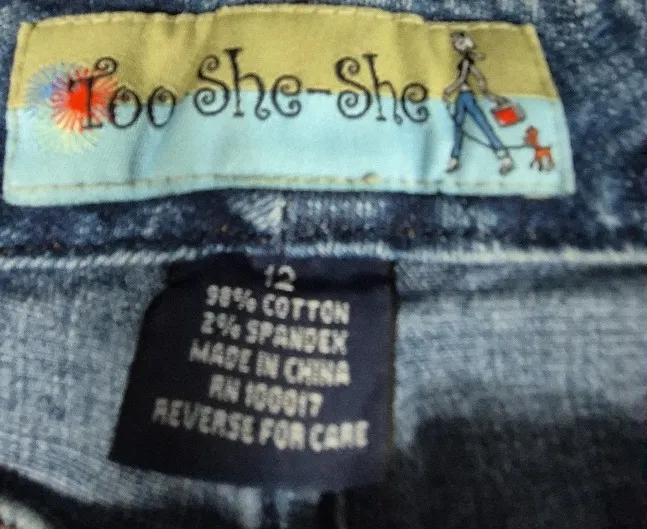 Too She-She
12
98% COTTON
2% SPANDEX
MADE IN CHINA
RN 100017
REVERSE FOR CARE